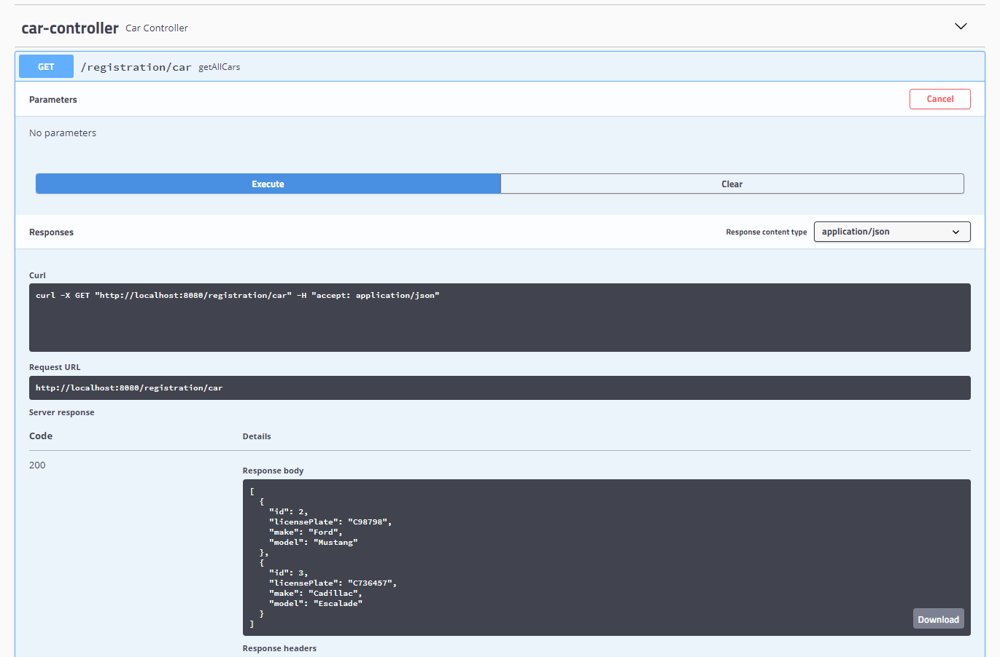 car-controller Car Controller
GET /registration/car getAllCars
Parameters
Cancel
No parameters
Execute
Clear
Responses
Response content type
application/json
Curl
curl -X GET "http://localhost:8080/registration/car" -H "accept: application/json"
Request URL
http://localhost:8080/registration/car
Server response
Code
Details
200
Response body
[
  {
    "id": 2,
    "licensePlate": "C98798",
    "make": "Ford",
    "model": "Mustang"
  },
  {
    "id": 3,
    "licensePlate": "C736457",
    "make": "Cadillac",
    "model": "Escalade"
  }
]
Download
Response headers